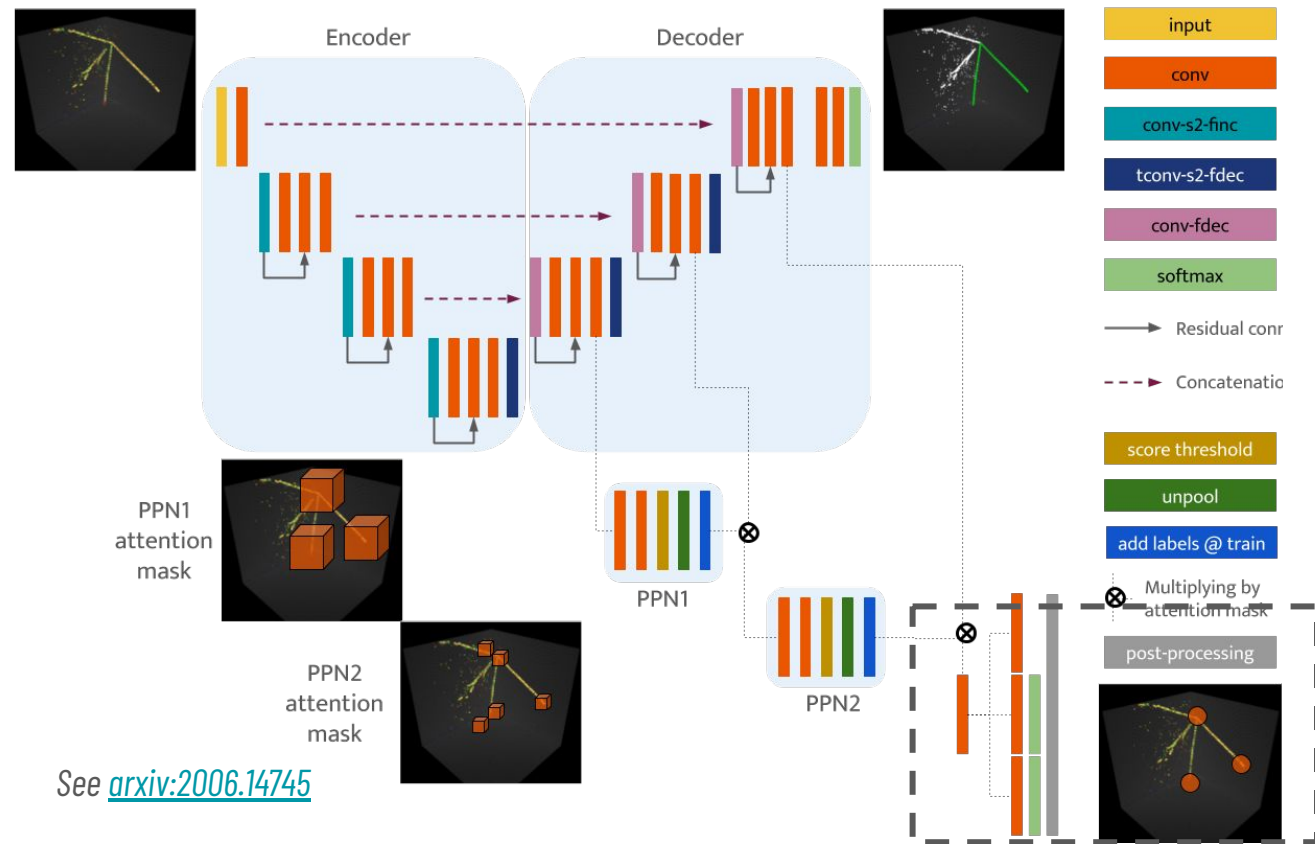 Encoder
Decoder
input
conv
conv-s2-finc
tconv-s2-fdec
conv-fdec
softmax
Residual conn
Concatenatio
score threshold
unpool
add labels @ train
Multiplying by
attention mask
post-processing
PPN1
attention
mask
PPN1
PPN2
attention
mask
PPN2
See arxiv:2006.14745